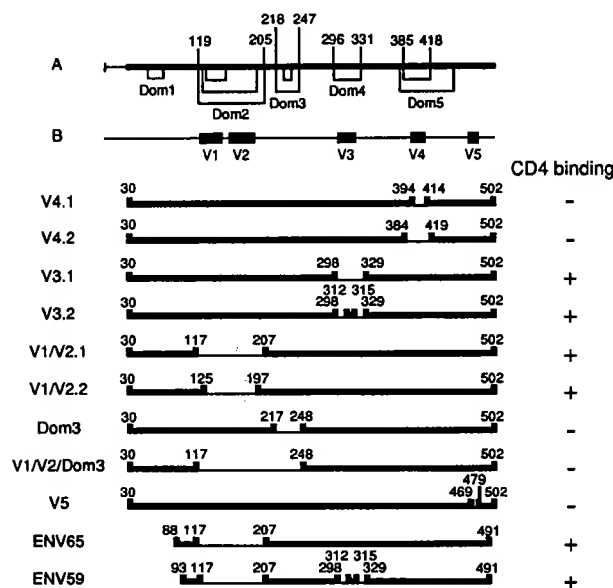 218 247
119 205 296 331 385 418
A
Dom1 Dom3 Dom4 Dom5
Dom2
B
V1 V2 V3 V4 V5
CD4 binding
V4.1 30 394 414 502 -
V4.2 30 384 419 502 -
V3.1 30 298 329 502 +
312 315
V3.2 30 298 329 502 +
V1/V2.1 30 117 207 502 +
V1/V2.2 30 125 197 502 +
Dom3 30 217 248 502 -
V1/V2/Dom3 30 117 248 502 -
479
V5 30 469 502 -
ENV65 88 117 207 491 +
312 315
ENV59 93 117 207 298 329 491 +